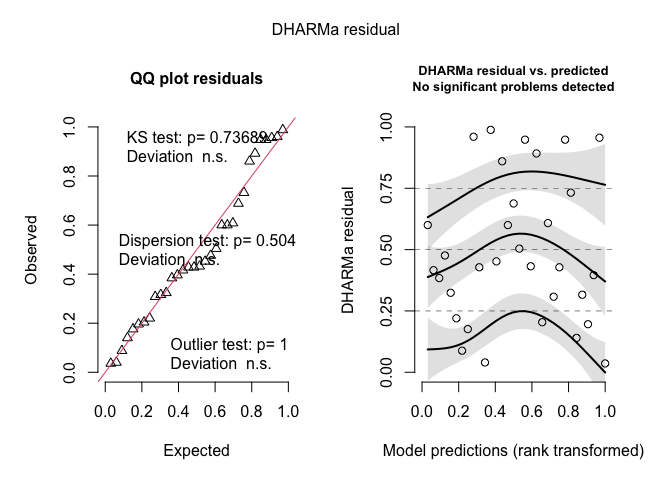 DHARMa residual
QQ plot residuals
KS test: p= 0.73689
Deviation n.s.
Dispersion test: p= 0.504
Deviation n.s.
Outlier test: p= 1
Deviation n.s.
Observed
0.0 0.2 0.4 0.6 0.8 1.0
0.0 0.2 0.4 0.6 0.8 1.0
Expected
DHARMa residual vs. predicted
No significant problems detected
DHARMa residual
0.00 0.25 0.50 0.75 1.00
0.0 0.2 0.4 0.6 0.8 1.0
Model predictions (rank transformed)